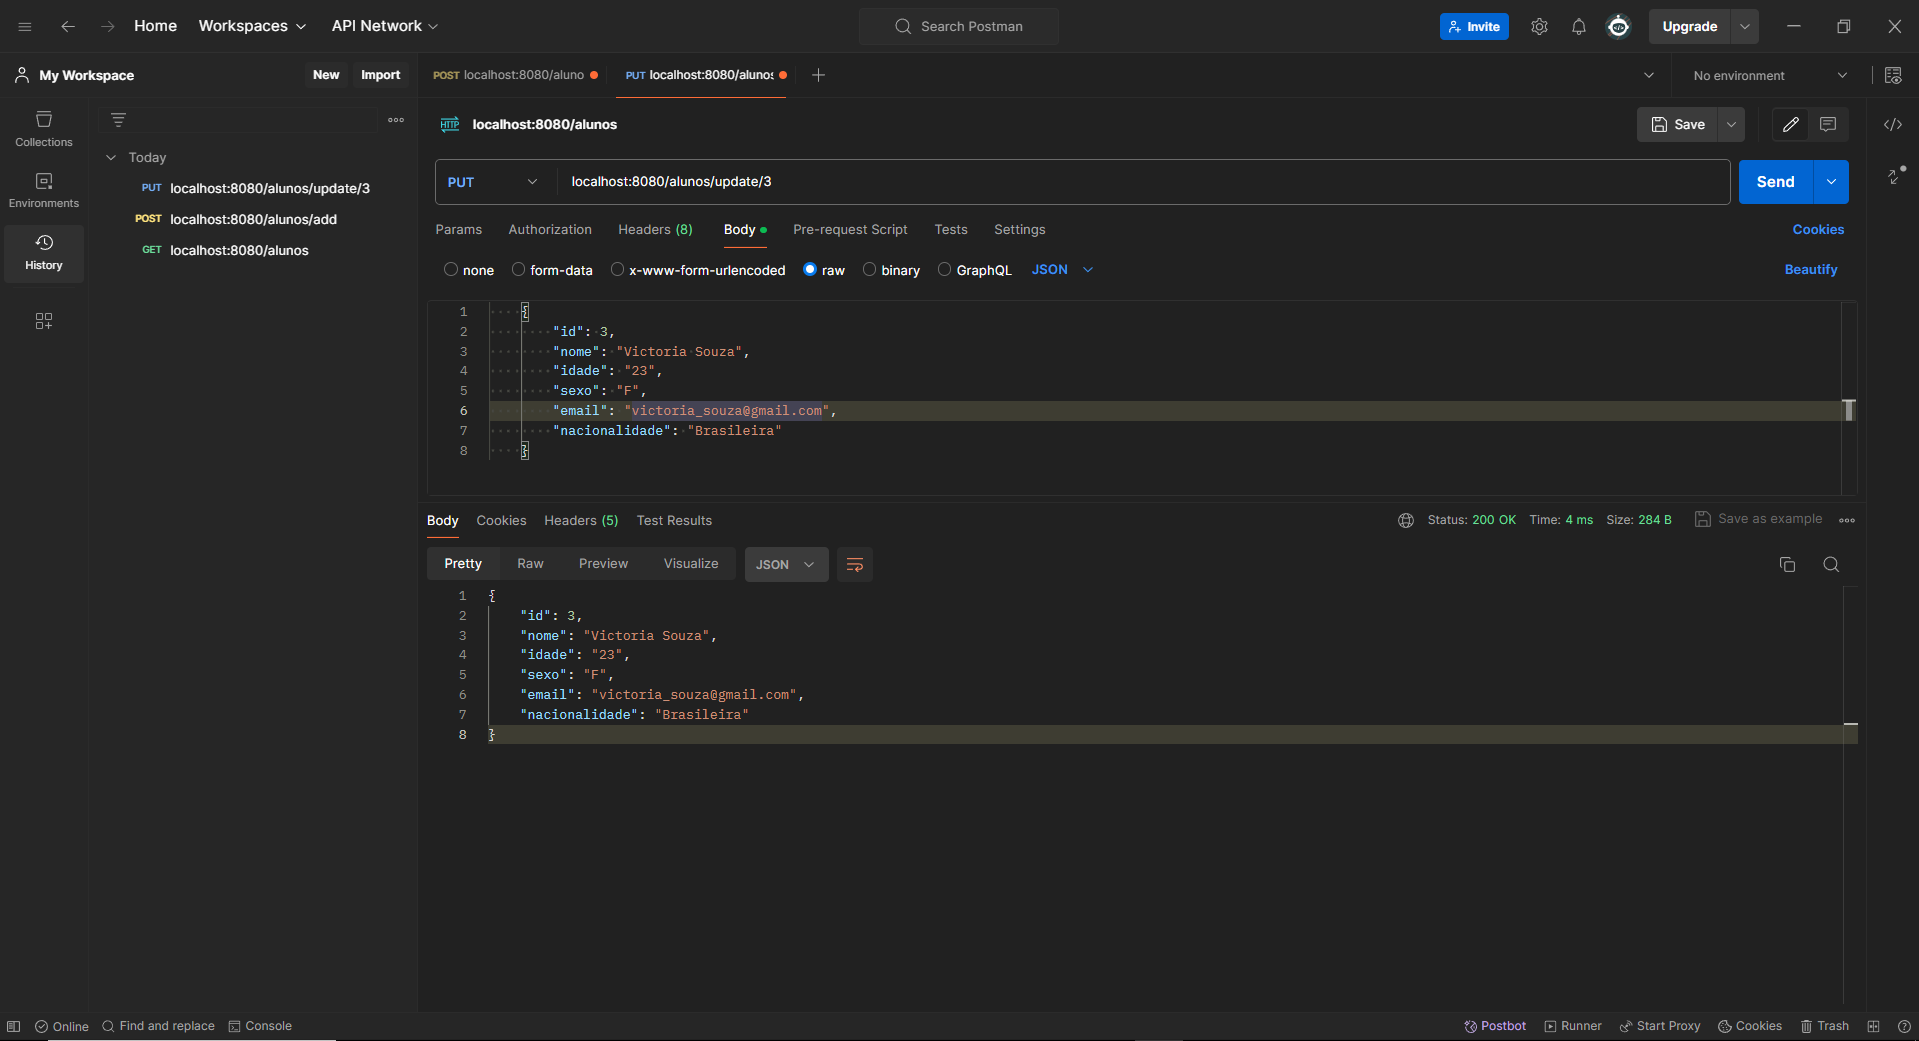 Home Workspaces API Network Search Postman Invite Upgrade
My Workspace New Import POST localhost:8080/aluno PUT localhost:8080/alunos No environment
HTTP localhost:8080/alunos Save
Collections
Environments
History
Today
PUT localhost:8080/alunos/update/3
POST localhost:8080/alunos/add
GET localhost:8080/alunos
PUT localhost:8080/alunos/update/3 Send
Params Authorization Headers (8) Body Pre-request Script Tests Settings Cookies
none form-data x-www-form-urlencoded raw binary GraphQL JSON Beautify
1 {
2 "id": 3,
3 "nome": "Victoria Souza",
4 "idade": "23",
5 "sexo": "F",
6 "email": "victoria_souza@gmail.com",
7 "nacionalidade": "Brasileira"
8 }
Body Cookies Headers (5) Test Results Status: 200 OK Time: 4 ms Size: 284 B Save as example
Pretty Raw Preview Visualize JSON
1 {
2 "id": 3,
3 "nome": "Victoria Souza",
4 "idade": "23",
5 "sexo": "F",
6 "email": "victoria_souza@gmail.com",
7 "nacionalidade": "Brasileira"
8 }
Online Find and replace Console Postbot Runner Start Proxy Cookies Trash